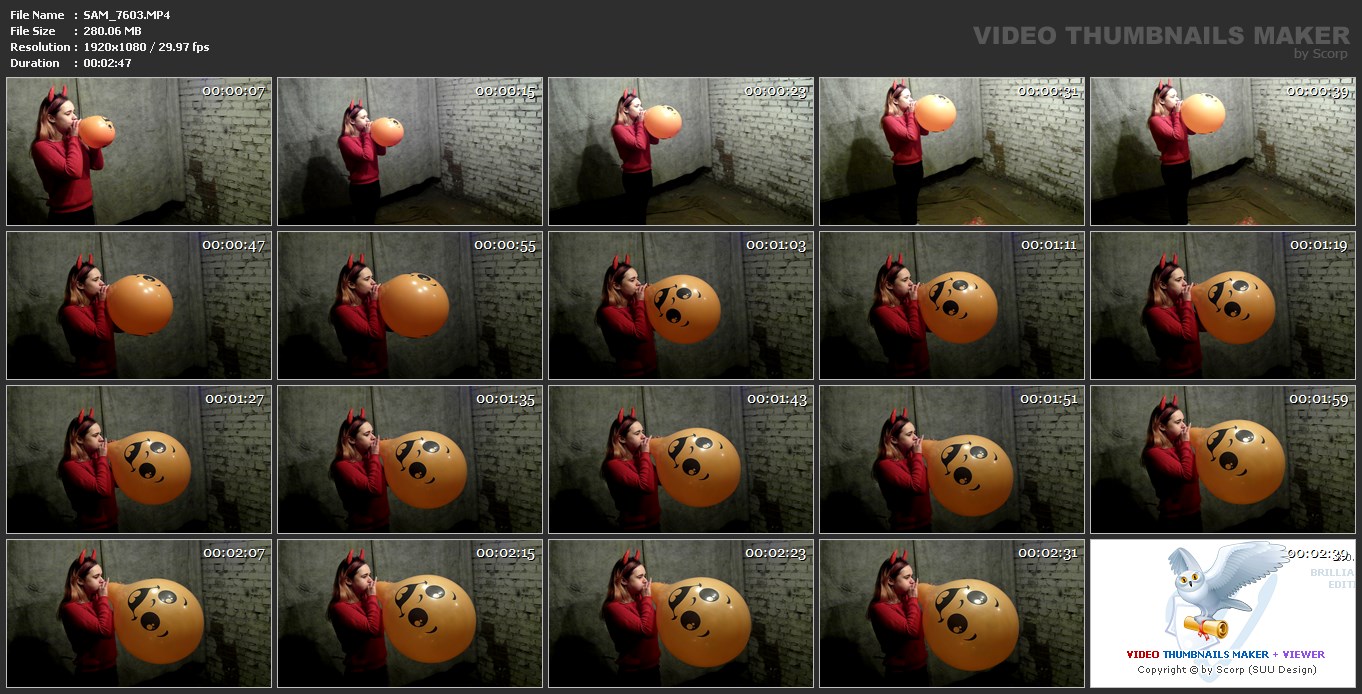 File Name : SAM_7603.MP4
VIDEO THUMBNAILS MAKER
File Size : 280.06 MB
by Scorp
Resolution : 1920x1080 / 29.97 fps
Duration : 00:02:47
00:00:07
00:00:15
00:00:23
00:00:31
00:00:39
00:00:47
00:00:55
00:01:03
00:01:11
00:01:19
00:01:27
00:01:35
00:01:43
00:01:51
00:01:59
00:02:07
00:02:15
00:02:23
00:02:31
00:02:39
BRILLIA
EDIT
VIDEO THUMBNAILS MAKER + VIEWER
Copyright © by Scorp (SUU Design)